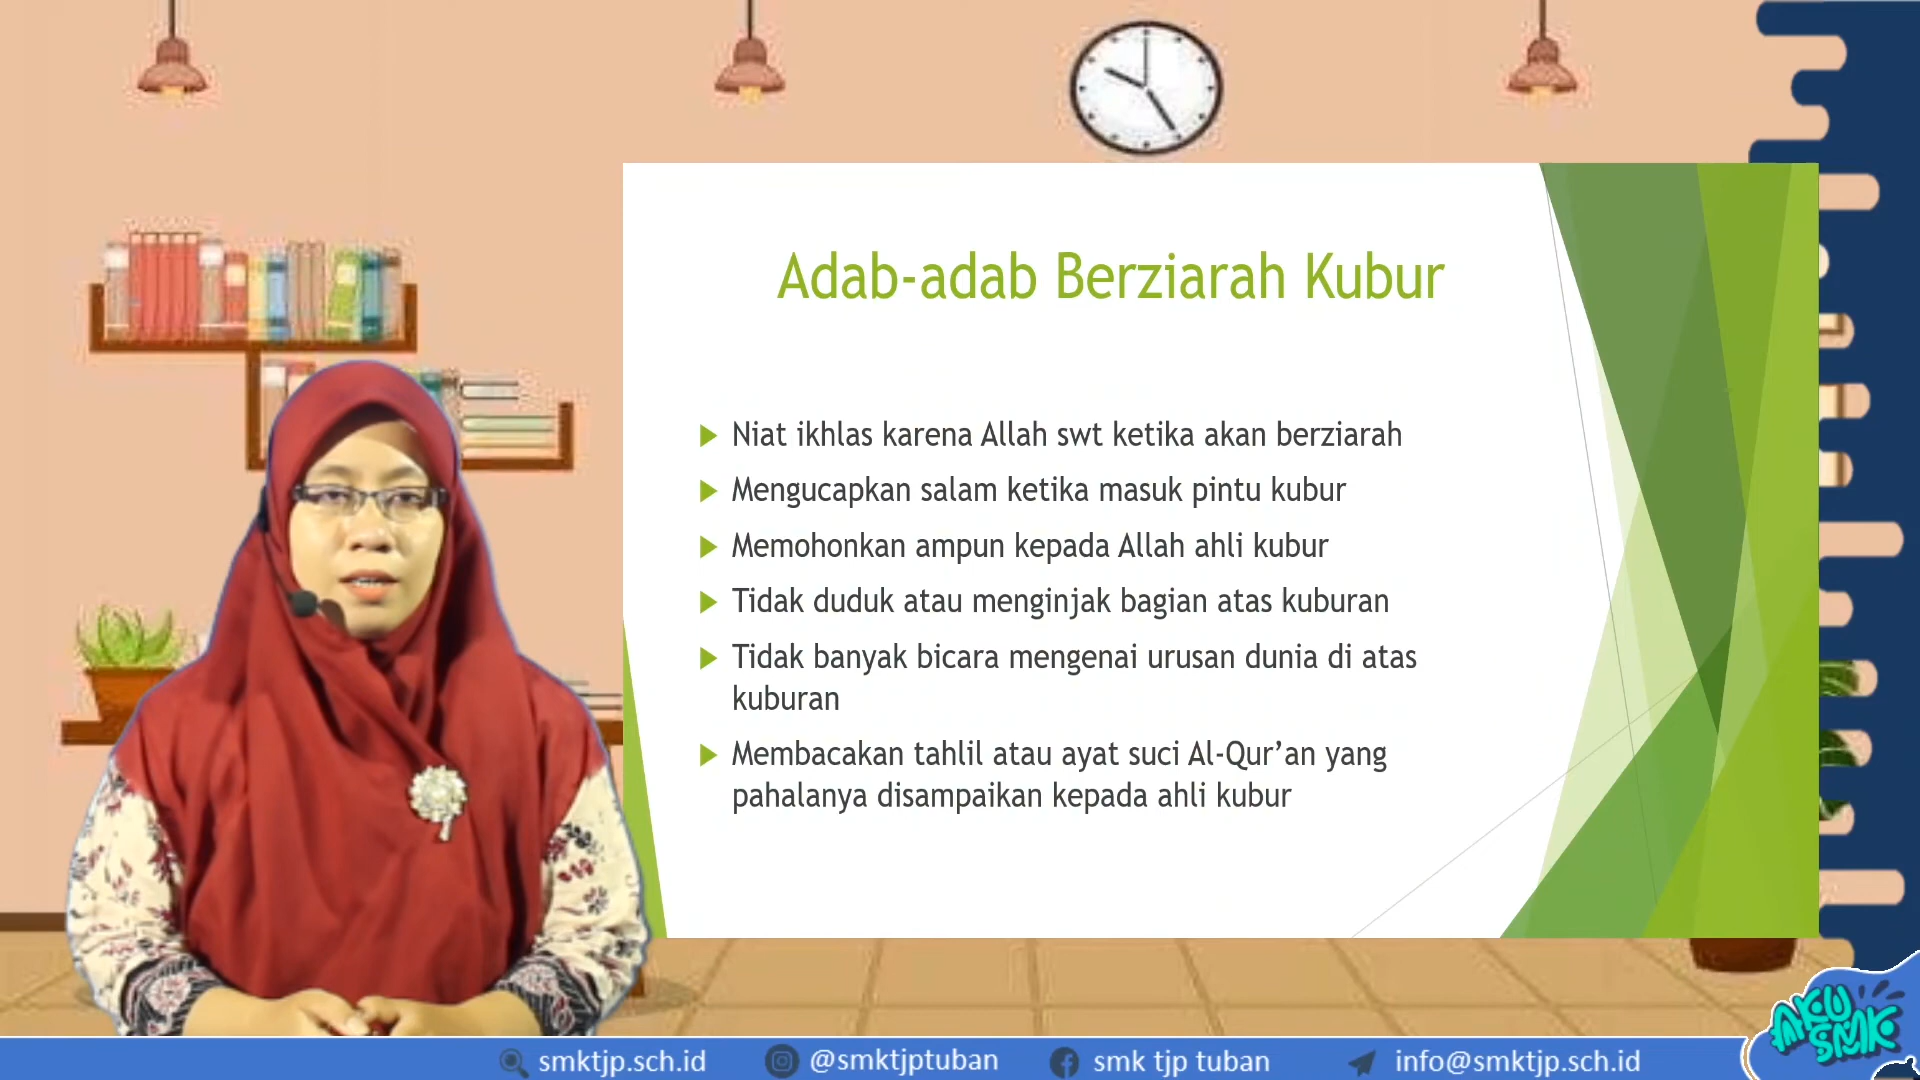 Adab-adab Berziarah Kubur
Niat ikhlas karena Allah swt ketika akan berziarah
Mengucapkan salam ketika masuk pintu kubur
Memohonkan ampun kepada Allah ahli kubur
Tidak duduk atau menginjak bagian atas kuburan
Tidak banyak bicara mengenai urusan dunia di atas
kuburan
Membacakan tahlil atau ayat suci Al-Qur’an yang
pahalanya disampaikan kepada ahli kubur
AKU
SMK
smktjp.sch.id @smktjptuban smk tjp tuban info@smktjp.sch.id